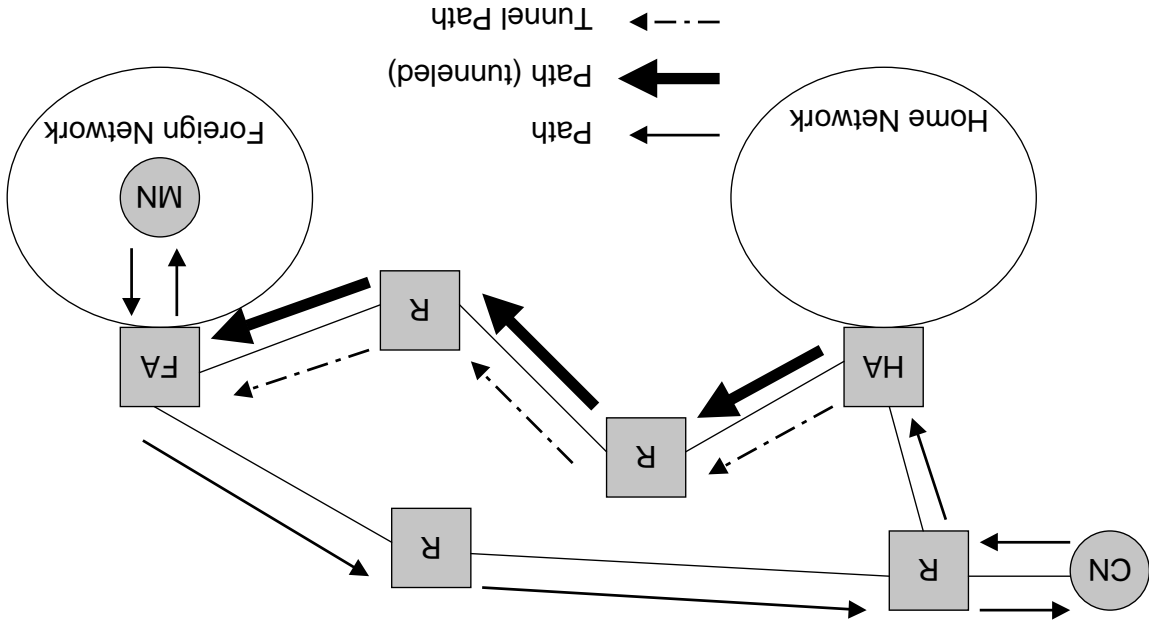 CN
R
R
R
HA
FA
R
MN
Home Network
Foreign Network
Path
Path (tunneled)
Tunnel Path